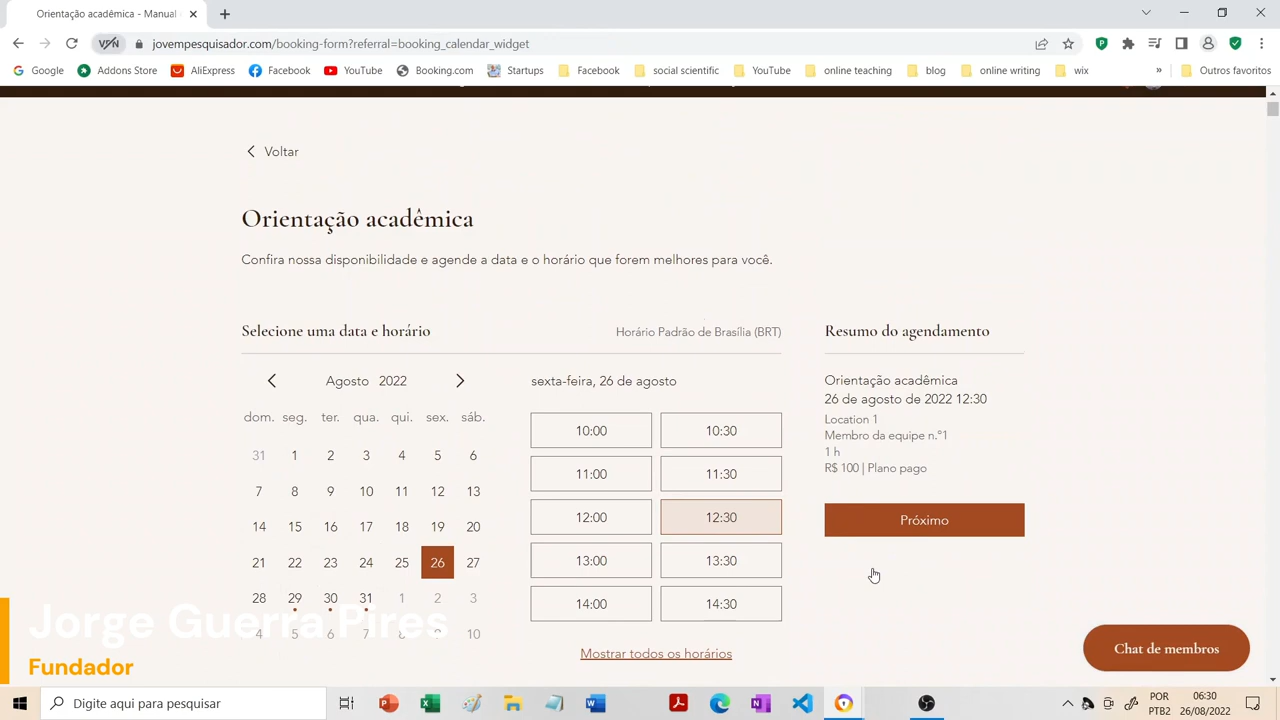 Orientação acadêmica - Manual
jovempesquisador.com/booking-form?referral=booking_calendar_widget
Google Addons Store AliExpress Facebook YouTube Booking.com Startups Facebook social scientific YouTube online teaching blog online writing wix » Outros favoritos
Voltar
Orientação acadêmica
Confira nossa disponibilidade e agende a data e o horário que forem melhores para você.
Selecione uma data e horário
Horário Padrão de Brasília (BRT)
Agosto 2022
dom. seg. ter. qua. qui. sex. sáb.
31 1 2 3 4 5 6
7 8 9 10 11 12 13
14 15 16 17 18 19 20
21 22 23 24 25 26 27
28 29 30 31 1 2 3
4 5 6 7 8 9 10
sexta-feira, 26 de agosto
10:00 10:30
11:00 11:30
12:00 12:30
13:00 13:30
14:00 14:30
Mostrar todos os horários
Resumo do agendamento
Orientação acadêmica
26 de agosto de 2022 12:30
Location 1
Membro da equipe n.º1
1 h
R$ 100 | Plano pago
Próximo
Chat de membros
Jorge Guerra Pires
Fundador
Digite aqui para pesquisar
POR
PTB2
06:30
26/08/2022